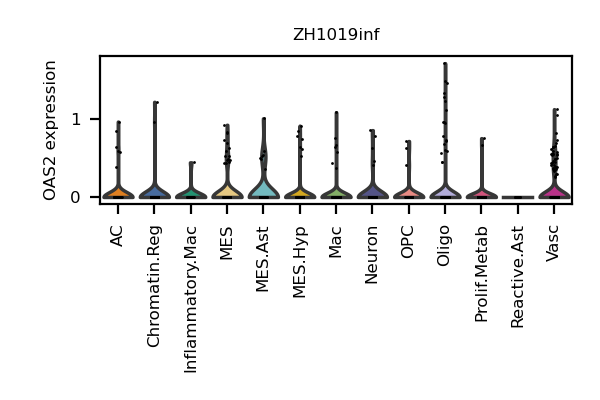 ZH1019inf
OAS2 expression
1
0
AC
Chromatin.Reg
Inflammatory.Mac
MES
MES.Ast
MES.Hyp
Mac
Neuron
OPC
Oligo
Prolif.Metab
Reactive.Ast
Vasc